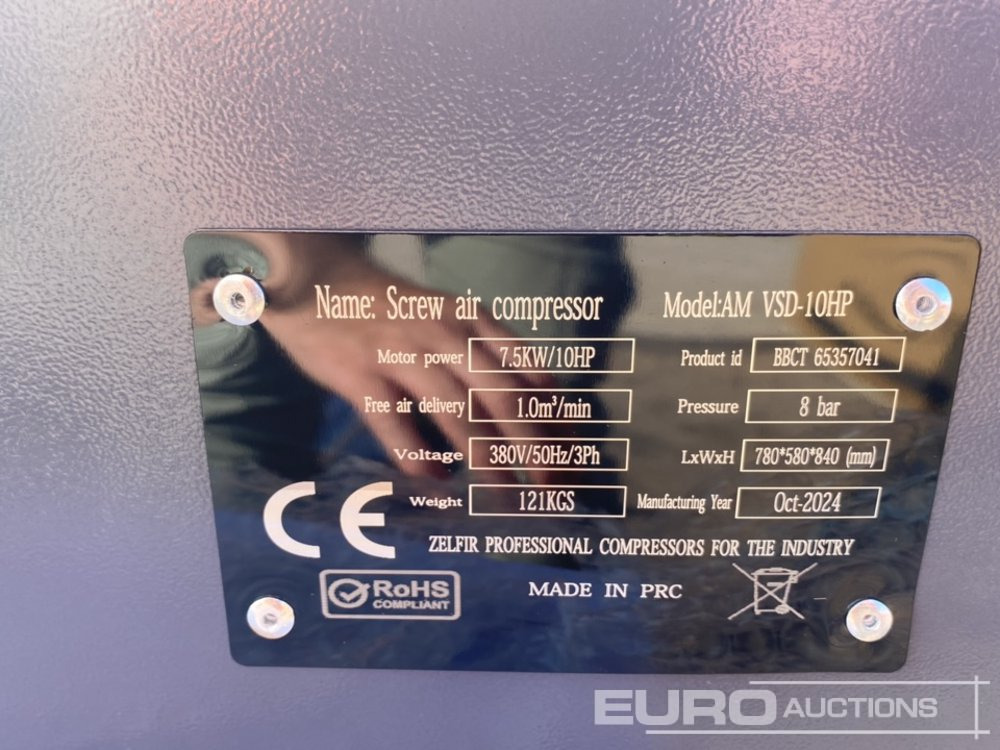 Name: Screw air compressor Model:AM VSD-10HP
Motor power 7.5KW/10HP Product id BBCT 65357041
Free air delivery 1.0m³/min Pressure 8 bar
Voltage 380V/50Hz/3Ph LxWxH 780*580*840 (mm)
Weight 121KGS Manufacturing Year Oct-2024
CE ZELFIR PROFESSIONAL COMPRESSORS FOR THE INDUSTRY
RoHS COMPLIANT MADE IN PRC
EURO AUCTIONS